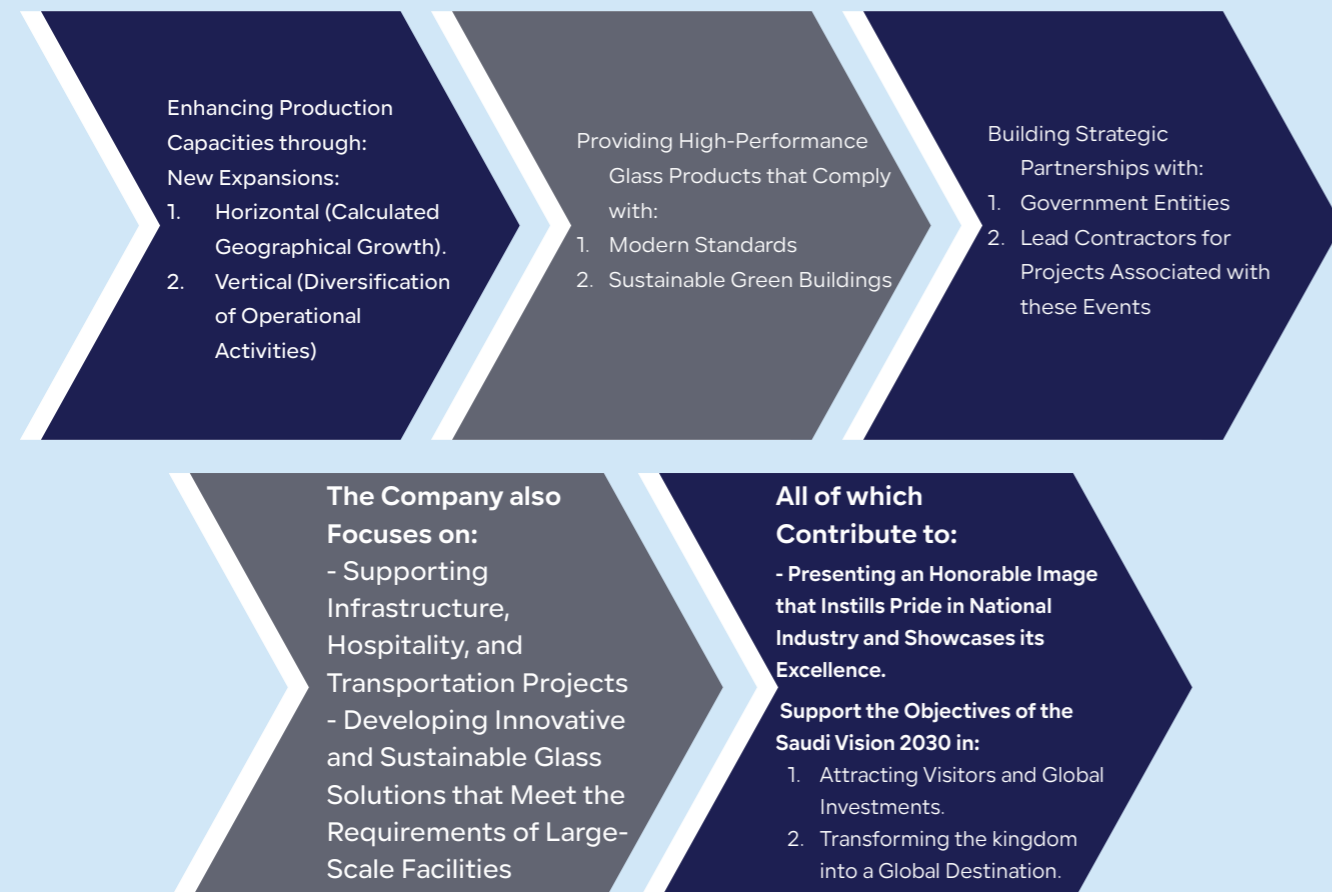 Enhancing Production
Capacities through:
New Expansions:
1. Horizontal (Calculated
Geographical Growth).
2. Vertical (Diversification
of Operational
Activities)
Providing High-Performance
Glass Products that Comply
with:
1. Modern Standards
2. Sustainable Green Buildings
Building Strategic
Partnerships with:
1. Government Entities
2. Lead Contractors for
Projects Associated with
these Events
The Company also
Focuses on:
- Supporting
Infrastructure,
Hospitality, and
Transportation Projects
- Developing Innovative
and Sustainable Glass
Solutions that Meet the
Requirements of Large-
Scale Facilities
All of which
Contribute to:
- Presenting an Honorable Image
that Instills Pride in National
Industry and Showcases its
Excellence.
Support the Objectives of the
Saudi Vision 2030 in:
1. Attracting Visitors and Global
Investments.
2. Transforming the kingdom
into a Global Destination.